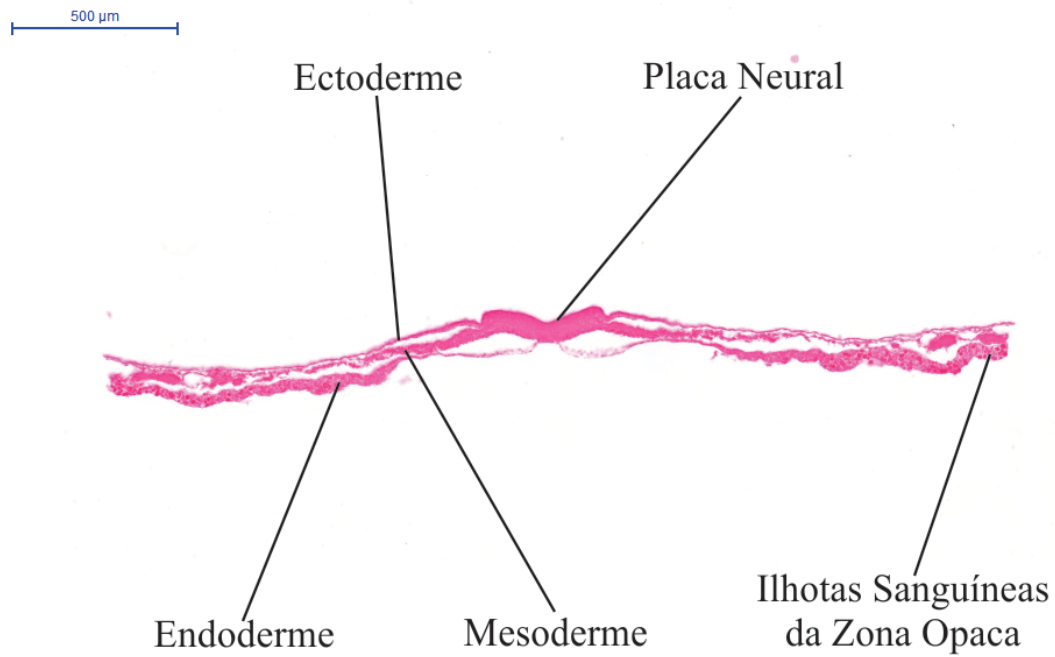 500 µm
Ectoderme
Placa Neural
Endoderme
Mesoderme
Ilhotas Sanguíneas
da Zona Opaca